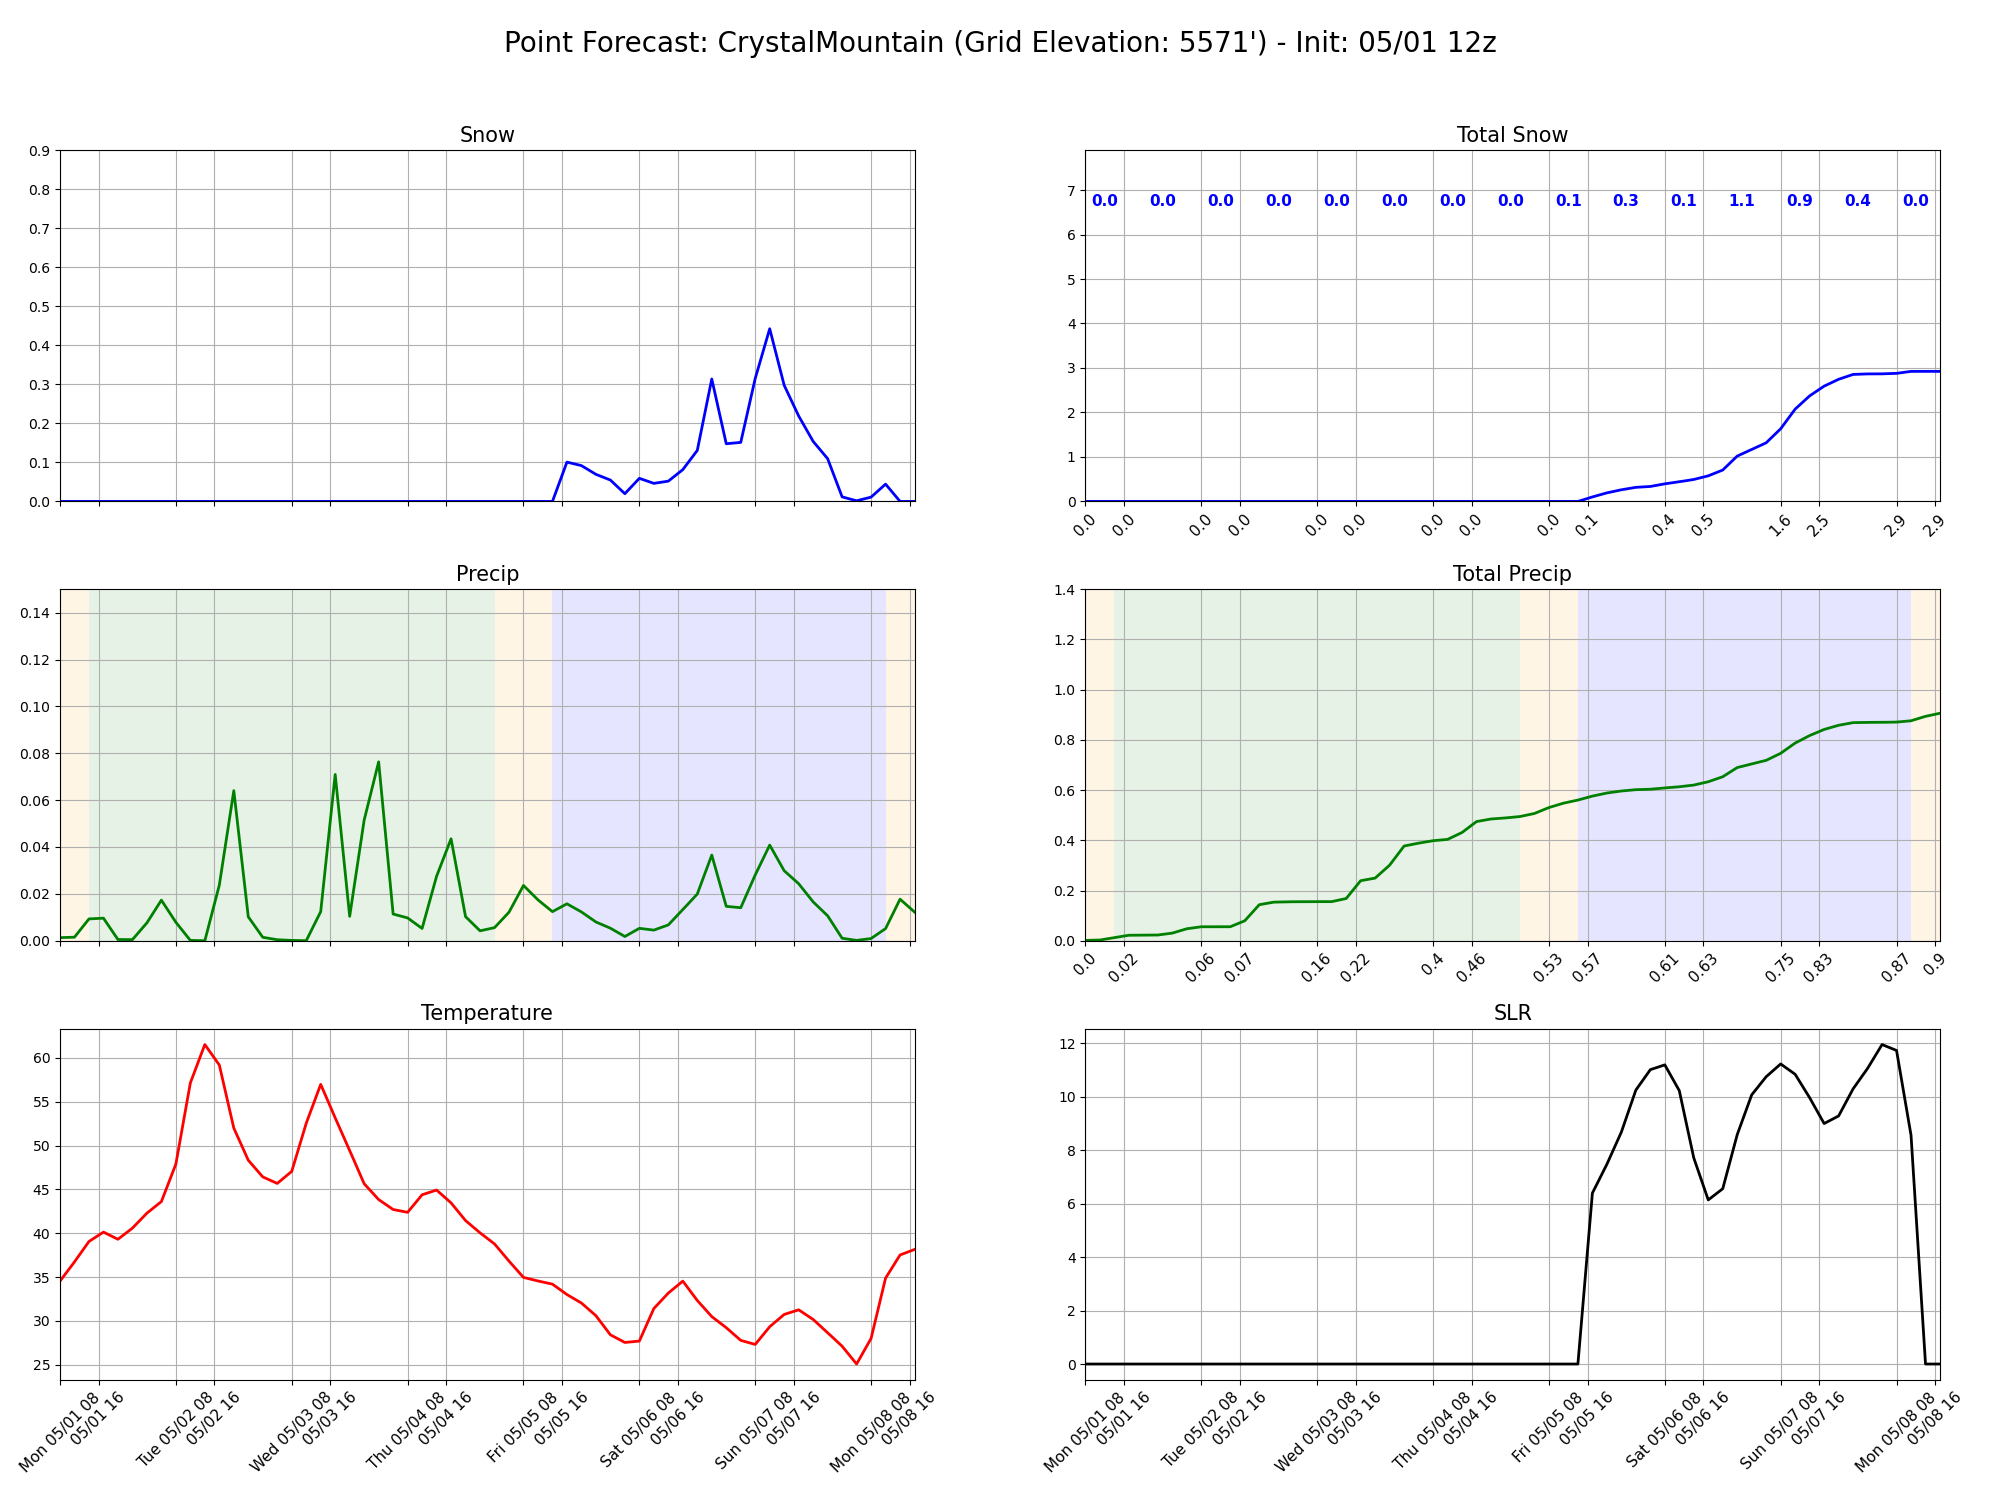 Point Forecast: CrystalMountain (Grid Elevation: 5571') - Init: 05/01 12z
Snow
0.9
0.8
0.7
0.6
0.5
0.4
0.3
0.2
0.1
0.0
Total Snow
7
6
5
4
3
2
1
0
0.0 0.0 0.0 0.0 0.0 0.0 0.0 0.0 0.1 0.3 0.1 1.1 0.9 0.4 0.0
0.0 0.0 0.0 0.0 0.0 0.0 0.0 0.0 0.0 0.1 0.4 0.5 1.6 2.5 2.9 2.9
Precip
0.14
0.12
0.10
0.08
0.06
0.04
0.02
0.00
Total Precip
1.4
1.2
1.0
0.8
0.6
0.4
0.2
0.0
0.0 0.02 0.06 0.07 0.16 0.22 0.4 0.46 0.53 0.57 0.61 0.63 0.75 0.83 0.87 0.9
Temperature
60
55
50
45
40
35
30
25
Mon 05/01 08
05/01 16
Tue 05/02 08
05/02 16
Wed 05/03 08
05/03 16
Thu 05/04 08
05/04 16
Fri 05/05 08
05/05 16
Sat 05/06 08
05/06 16
Sun 05/07 08
05/07 16
Mon 05/08 08
05/08 16
SLR
12
10
8
6
4
2
0
Mon 05/01 08
05/01 16
Tue 05/02 08
05/02 16
Wed 05/03 08
05/03 16
Thu 05/04 08
05/04 16
Fri 05/05 08
05/05 16
Sat 05/06 08
05/06 16
Sun 05/07 08
05/07 16
Mon 05/08 08
05/08 16